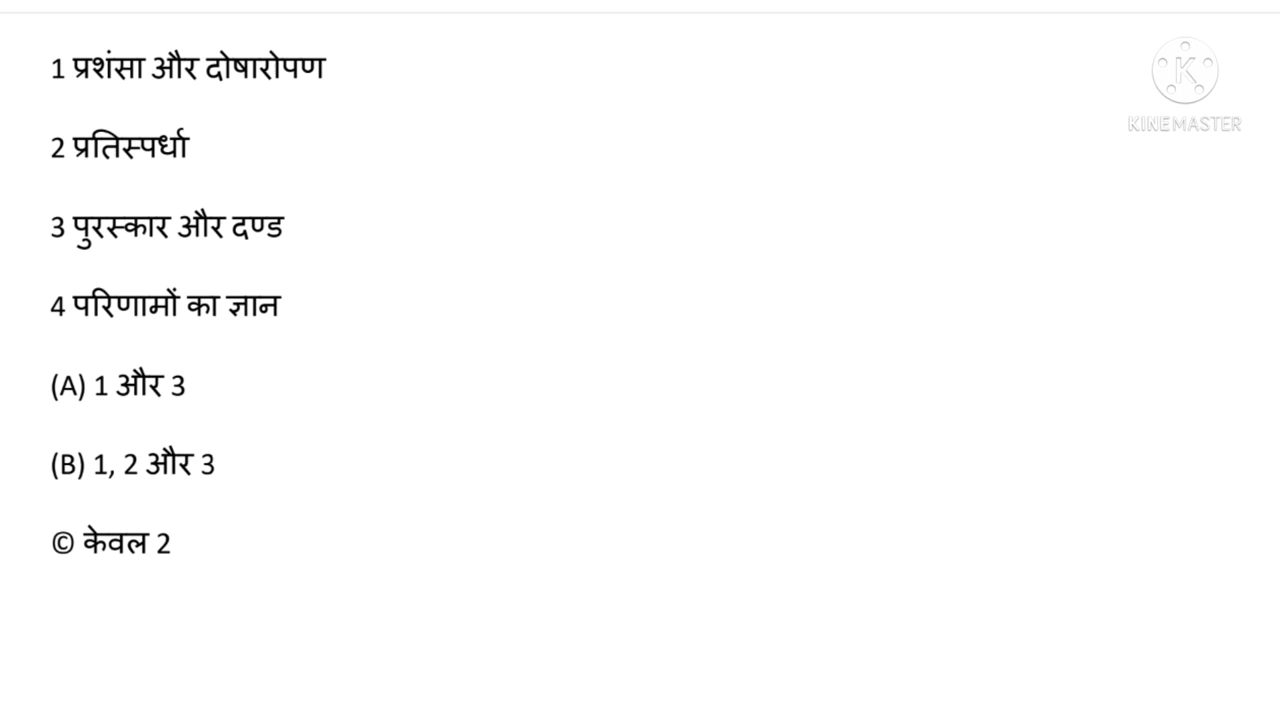 1 प्रशंसा और दोषारोपण
K
KINEMASTER
2 प्रतिस्पर्धा
3 पुरस्कार और दण्ड
4 परिणामों का ज्ञान
(A) 1 और 3
(B) 1, 2 और 3
© केवल 2